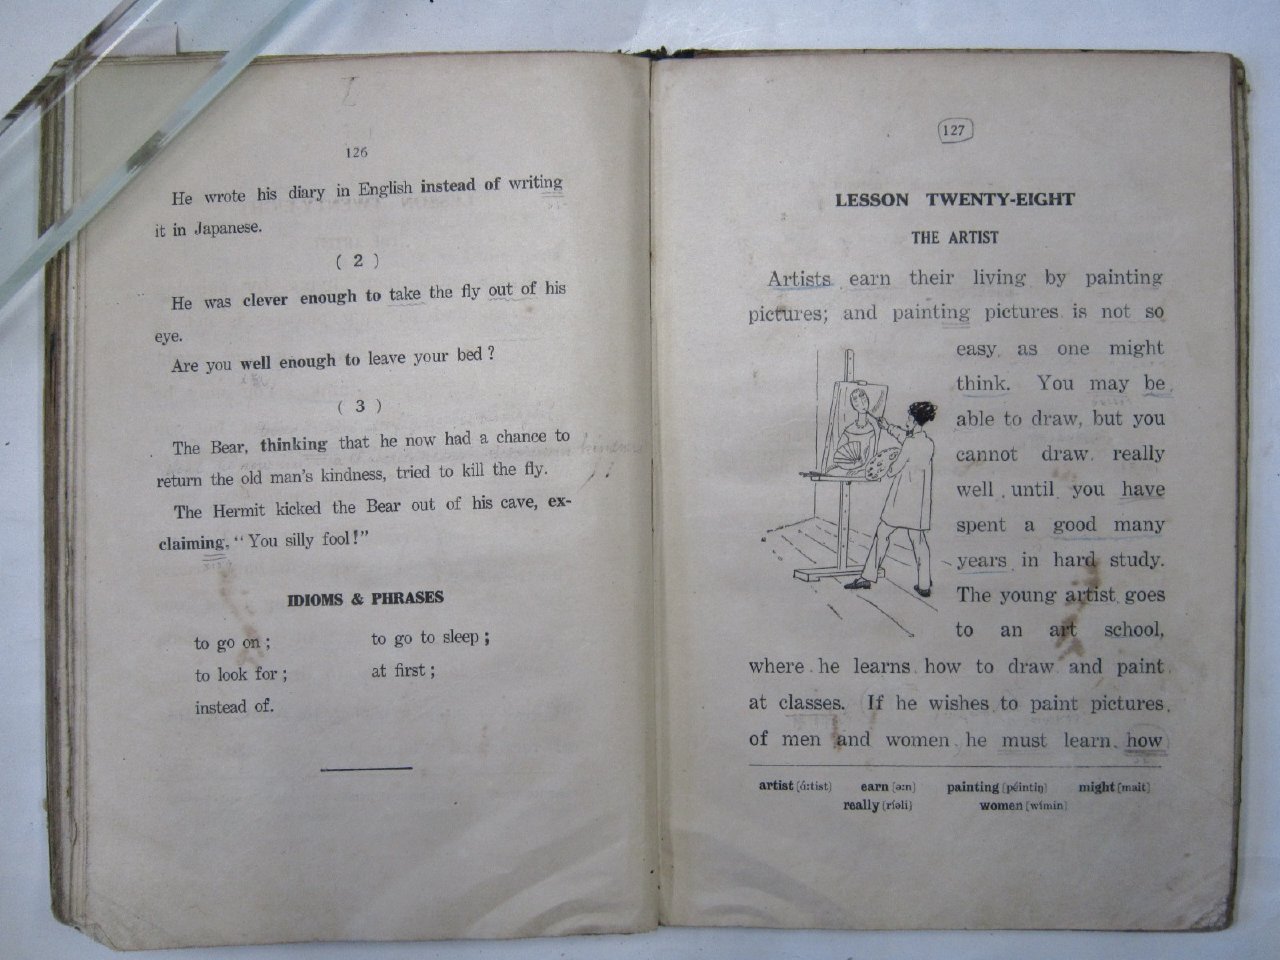 126
He wrote his diary in English instead of writing
it in Japanese.
( 2 )
He was clever enough to take the fly out of his
eye.
Are you well enough to leave your bed ?
( 3 )
The Bear, thinking that he now had a chance to
return the old man's kindness, tried to kill the fly.
The Hermit kicked the Bear out of his cave, ex-
claiming, “You silly fool!”
IDIOMS & PHRASES
to go on ; to go to sleep ;
to look for ; at first ;
instead of.
127
LESSON TWENTY-EIGHT
THE ARTIST
Artists earn their living by painting
pictures; and painting pictures is not so
easy as one might
think. You may be
able to draw, but you
cannot draw really
well until you have
spent a good many
years in hard study.
The young artist goes
to an art school,
where he learns how to draw and paint
at classes. If he wishes to paint pictures
of men and women he must learn how
artist [ɑ́:tist) earn (ə:n) painting (péintiŋ) might (mait]
really (ríəli) women [wímin)